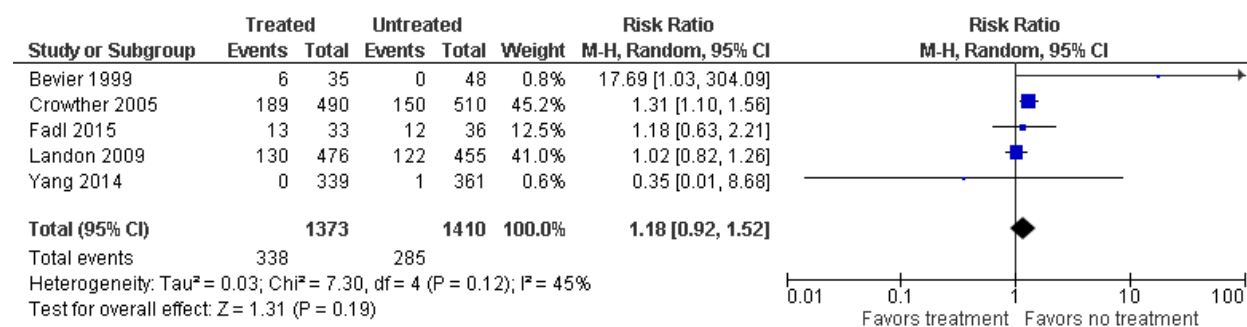 Treated Untreated Risk Ratio Risk Ratio
Study or Subgroup Events Total Events Total Weight M-H, Random, 95% CI M-H, Random, 95% CI
Bevier 1999 6 35 0 48 0.8% 17.69 [1.03, 304.09]
Crowther 2005 189 490 150 510 45.2% 1.31 [1.10, 1.56]
Fadl 2015 13 33 12 36 12.5% 1.18 [0.63, 2.21]
Landon 2009 130 476 122 455 41.0% 1.02 [0.82, 1.26]
Yang 2014 0 339 1 361 0.6% 0.35 [0.01, 8.68]
Total (95% CI) 1373 1410 100.0% 1.18 [0.92, 1.52]
Total events 338 285
Heterogeneity: Tau² = 0.03; Chi² = 7.30, df = 4 (P = 0.12); I² = 45%
Test for overall effect: Z = 1.31 (P = 0.19)
0.01 0.1 1 10 100
Favors treatment Favors no treatment